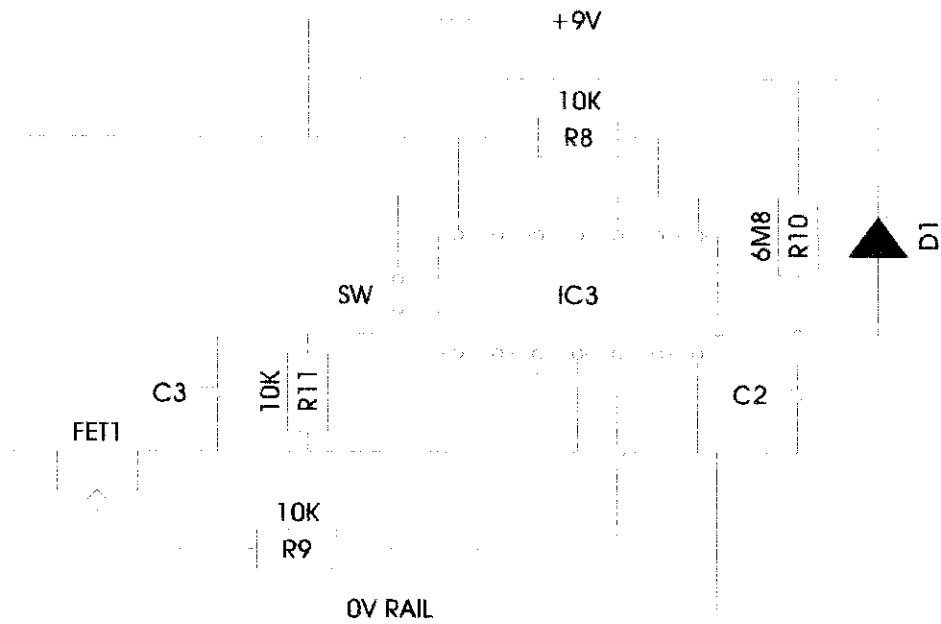 +9V
10K
R8
6M8
R10
D1
SW
IC3
C3
10K
R11
C2
FET1
10K
R9
0V RAIL